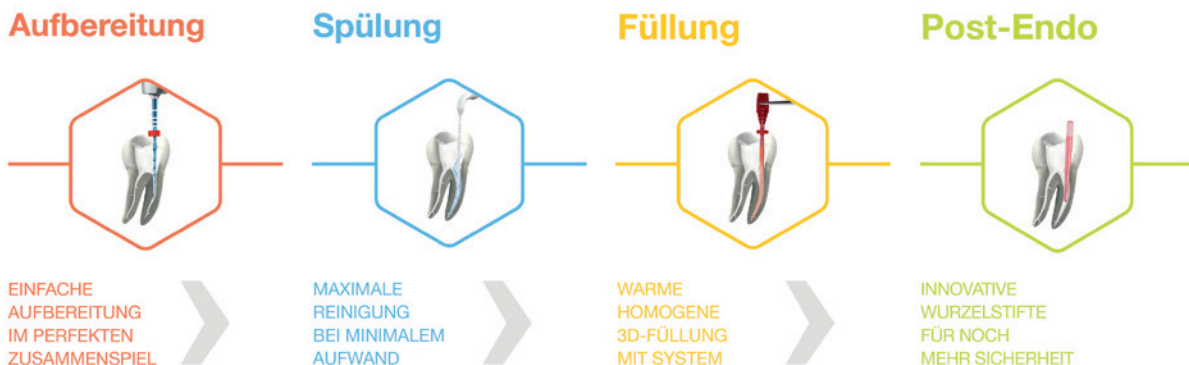 Aufbereitung
EINFACHE
AUFBEREITUNG
IM PERFEKTEN
ZUSAMMENSPIEL
Spülung
MAXIMALE
REINIGUNG
BEI MINIMALEM
AUFWAND
Füllung
WARME
HOMOGENE
3D-FÜLLUNG
MIT SYSTEM
Post-Endo
INNOVATIVE
WURZELSTIFTE
FÜR NOCH
MEHR SICHERHEIT